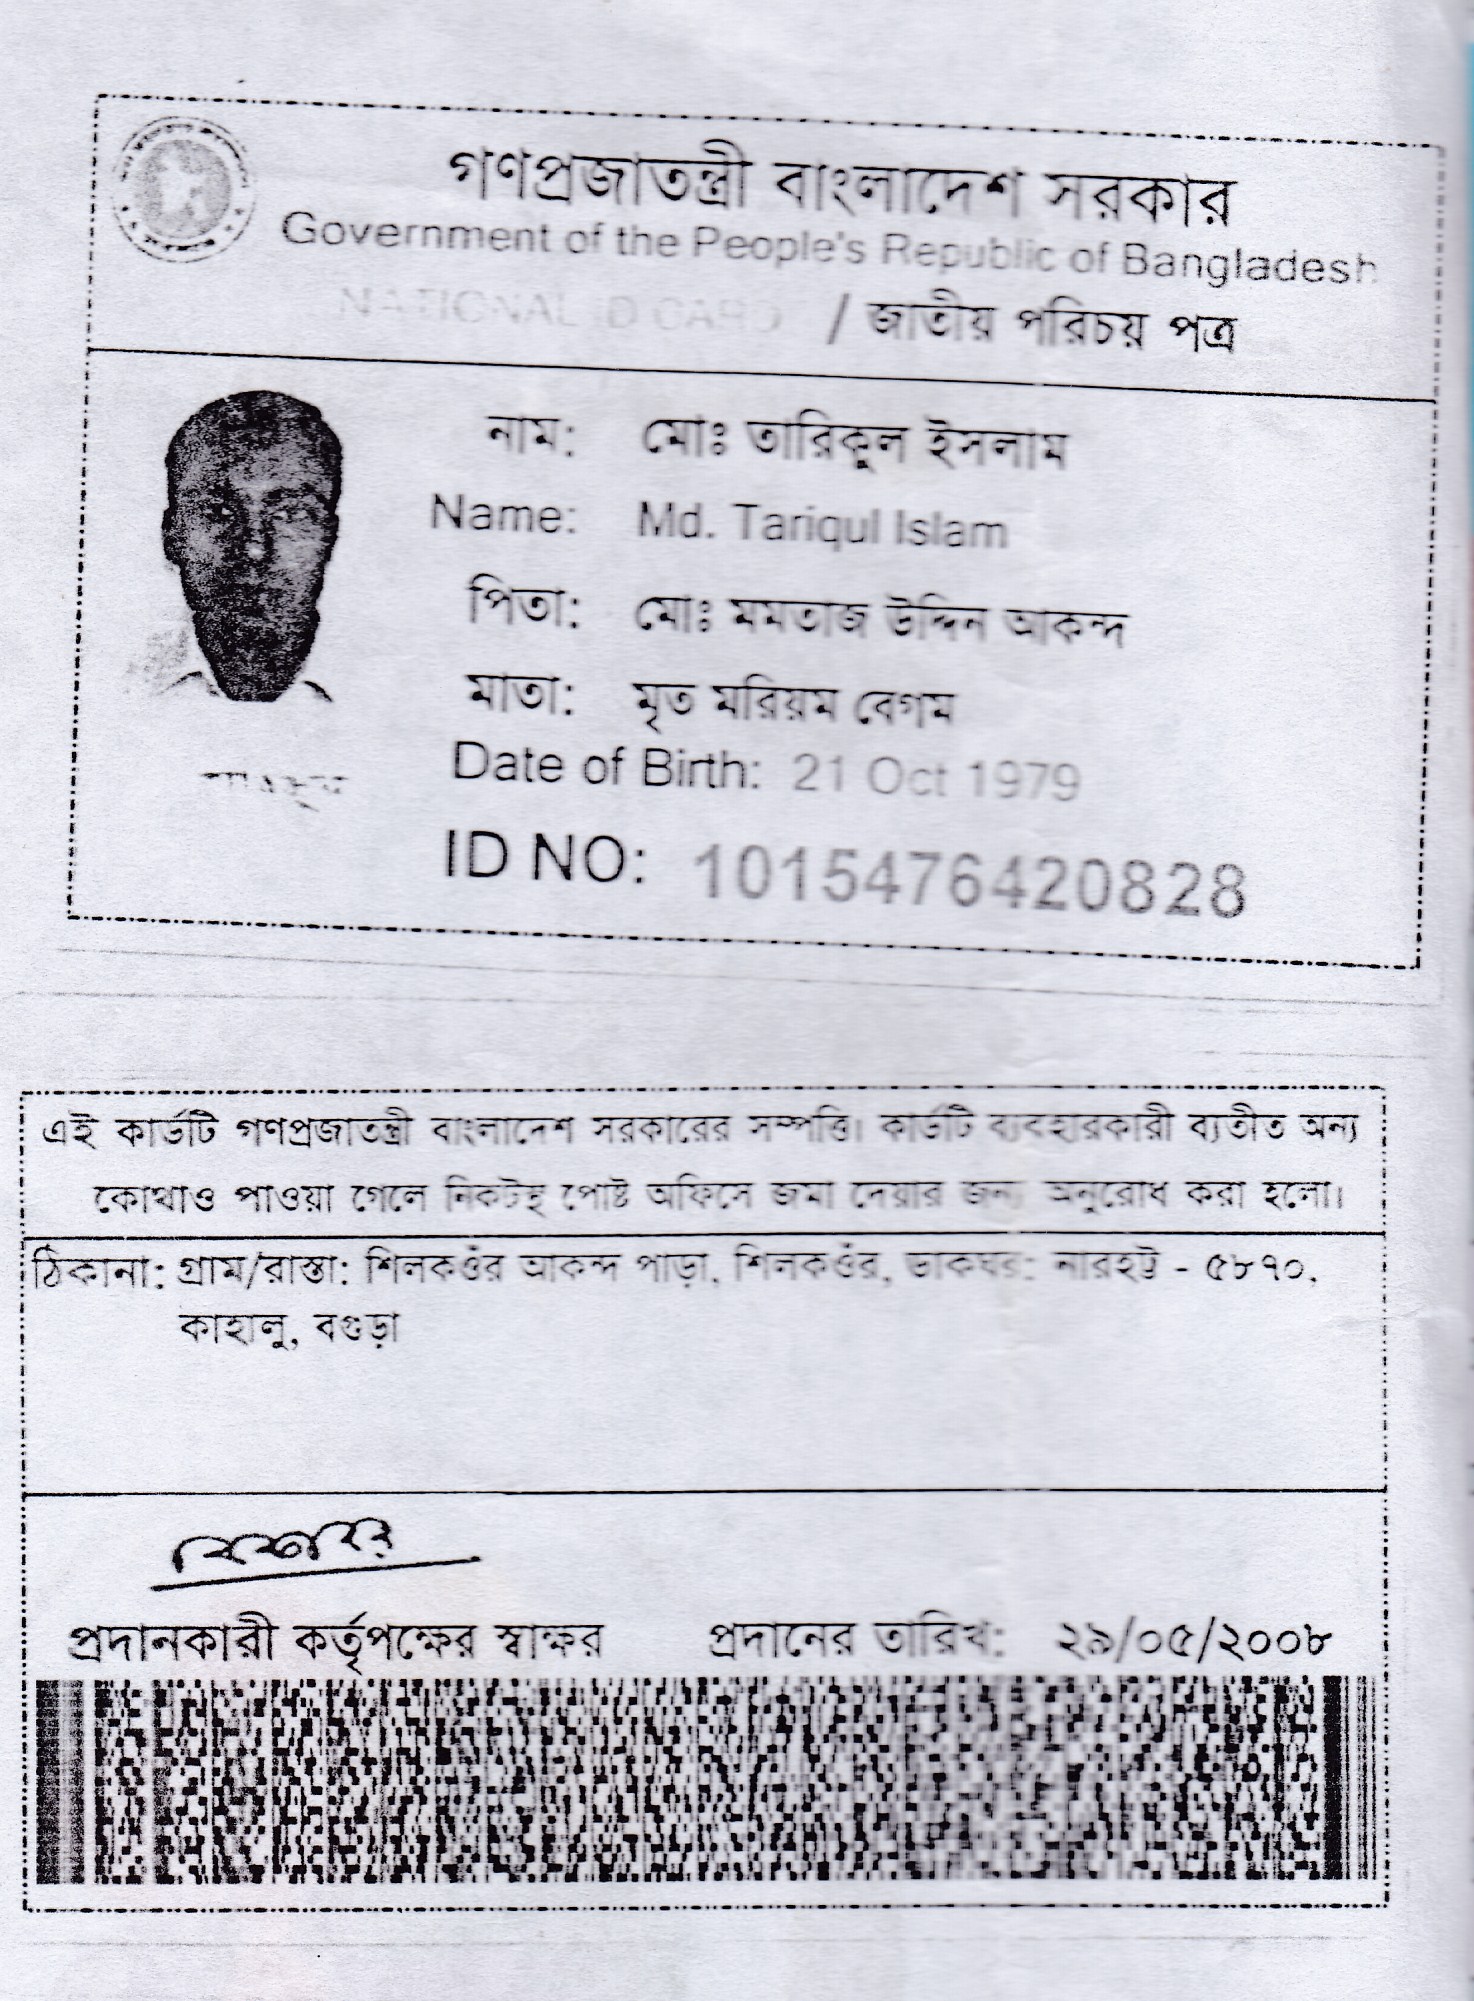 গণপ্রজাতন্ত্রী বাংলাদেশ সরকার
Government of the People's Republic of Bangladesh
NATIONAL ID CARD / জাতীয় পরিচয় পত্র
নাম: মোঃ তারিকুল ইসলাম
Name: Md. Tariqul Islam
পিতা: মোঃ মমতাজ উদ্দিন আকন্দ
মাতা: মৃত মরিয়ম বেগম
Date of Birth: 21 Oct 1979
ID NO: 1015476420828
এই কার্ডটি গণপ্রজাতন্ত্রী বাংলাদেশ সরকারের সম্পত্তি। কার্ডটি ব্যবহারকারী ব্যতীত অন্য
কোথাও পাওয়া গেলে নিকটস্থ পোষ্ট অফিসে জমা দেয়ার জন্য অনুরোধ করা হলো।
ঠিকানা: গ্রাম/রাস্তা: শিলকওঁর আকন্দ পাড়া, শিলকওঁর, ডাকঘর: নারহট্ট - ৫৮৭০,
কাহালু, বগুড়া
প্রদানকারী কর্তৃপক্ষের স্বাক্ষর প্রদানের তারিখ: ২৯/০৫/২০০৮